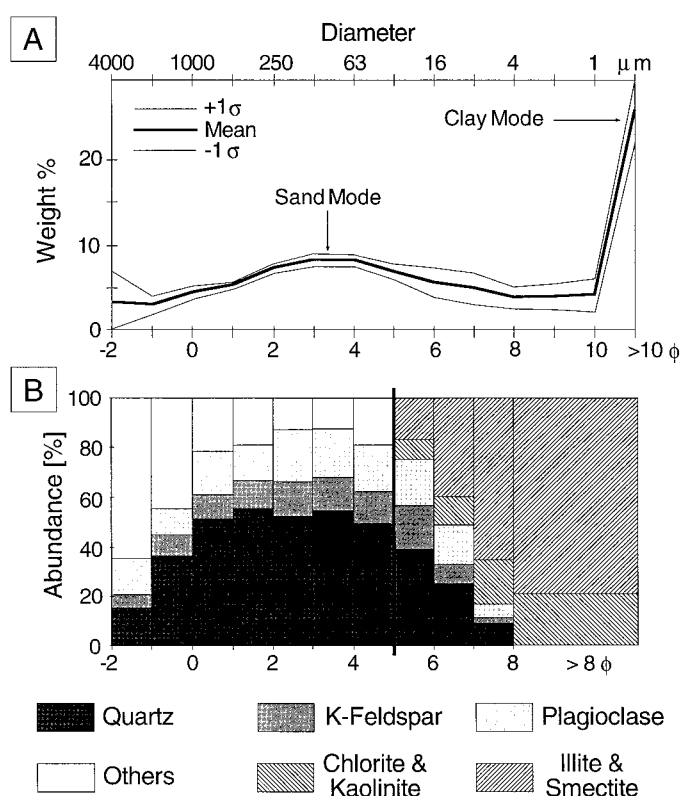 A
Diameter
4000 1000 250 63 16 4 1 μm
+1σ
Mean
-1σ
Clay Mode
Sand Mode
Weight %
20
10
0
-2 0 2 4 6 8 10 >10 ϕ
B
Abundance [%]
100
80
60
40
20
0
-2 0 2 4 6 8 > 8 ϕ
Quartz K-Feldspar Plagioclase
Others Chlorite & Kaolinite Illite & Smectite